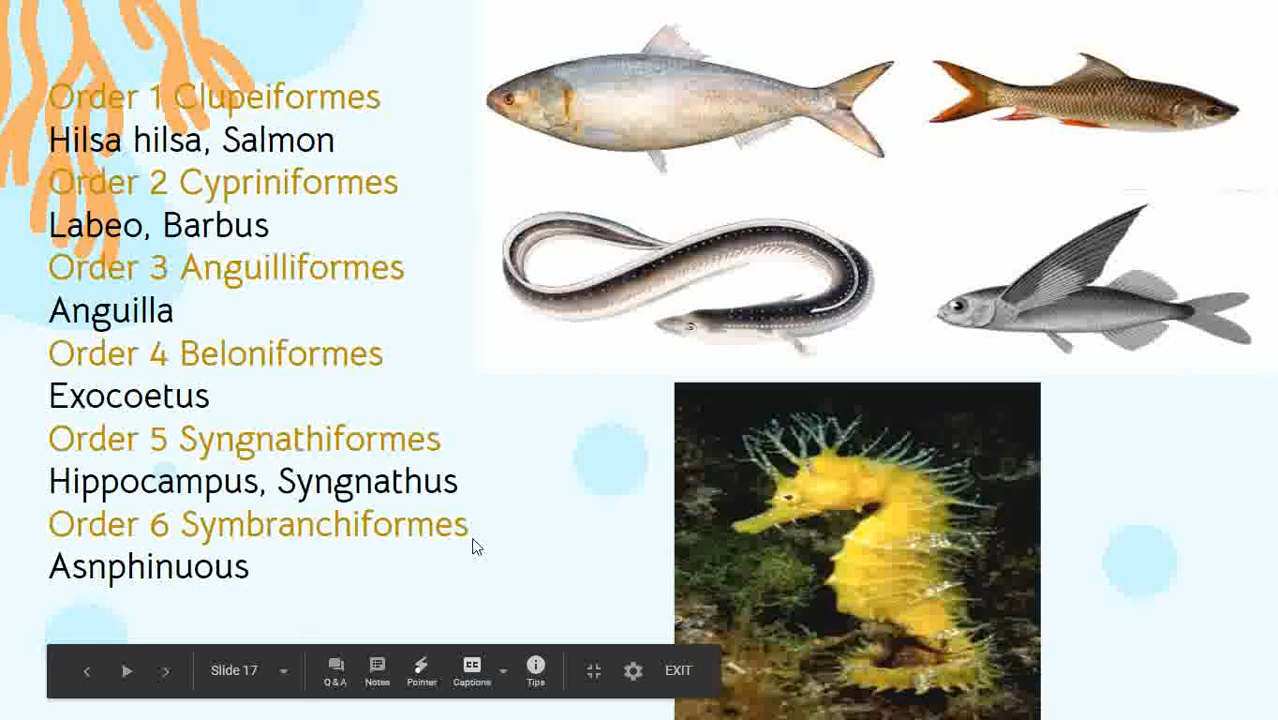 Order 1 Clupeiformes
Hilsa hilsa, Salmon
Order 2 Cypriniformes
Labeo, Barbus
Order 3 Anguilliformes
Anguilla
Order 4 Beloniformes
Exocoetus
Order 5 Syngnathiformes
Hippocampus, Syngnathus
Order 6 Symbranchiformes
Asnphinuous
Slide 17
Q & A
Notes
Pointer
CC
Captions
Tips
EXIT